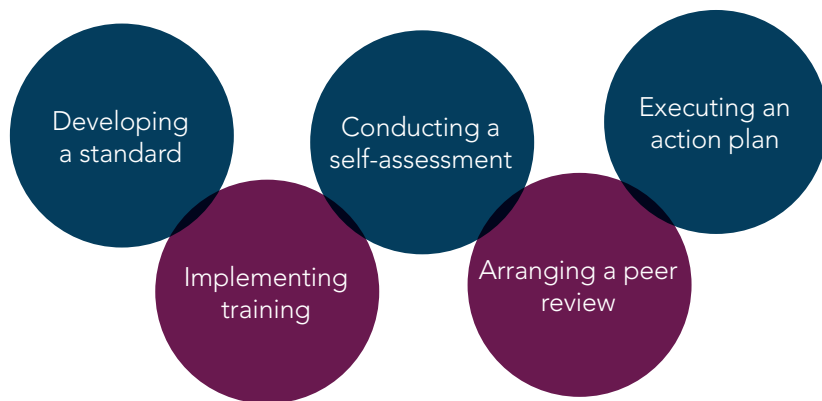 Developing
a standard
Implementing
training
Conducting a
self-assessment
Arranging a peer
review
Executing an
action plan